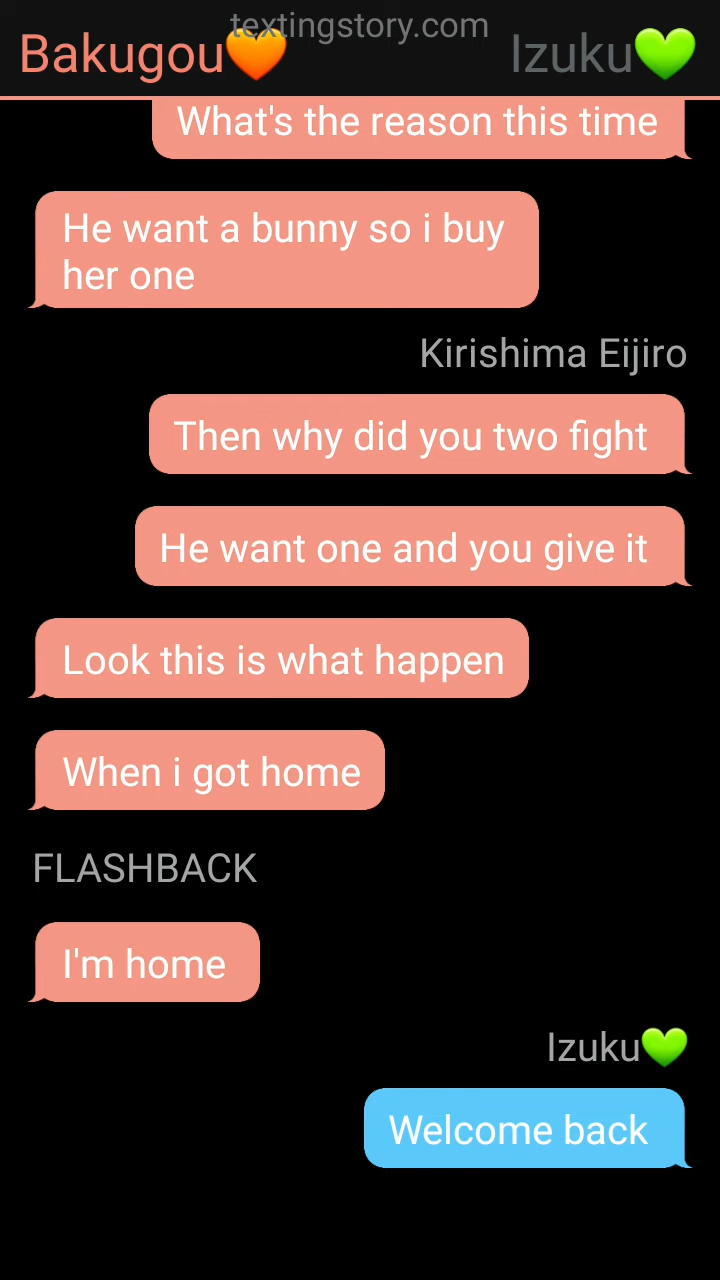 textingstory.com
Bakugou🧡 Izuku💚
What's the reason this time
He want a bunny so i buy
her one
Kirishima Eijiro
Then why did you two fight
He want one and you give it
Look this is what happen
When i got home
FLASHBACK
I'm home
Izuku💚
Welcome back